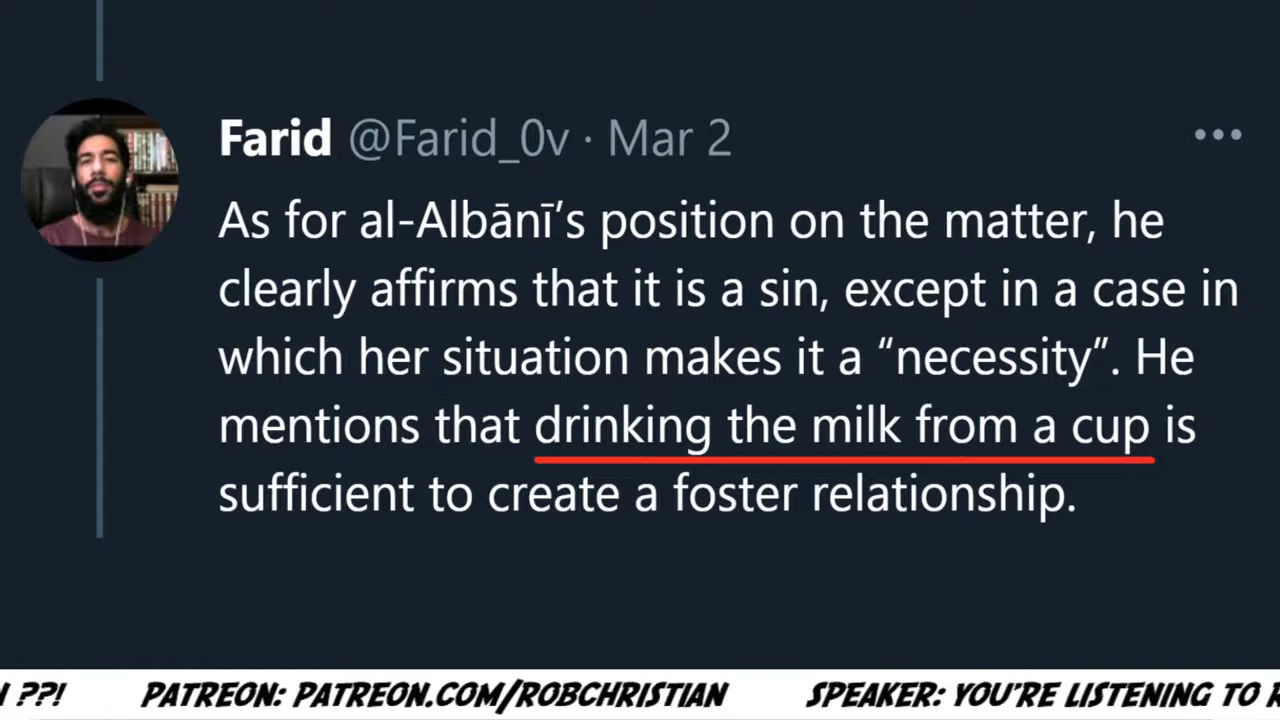 Farid @Farid_0v · Mar 2
As for al-Albānī’s position on the matter, he
clearly affirms that it is a sin, except in a case in
which her situation makes it a “necessity”. He
mentions that drinking the milk from a cup is
sufficient to create a foster relationship.
??! PATREON: PATREON.COM/ROBCHRISTIAN SPEAKER: YOU'RE LISTENING TO